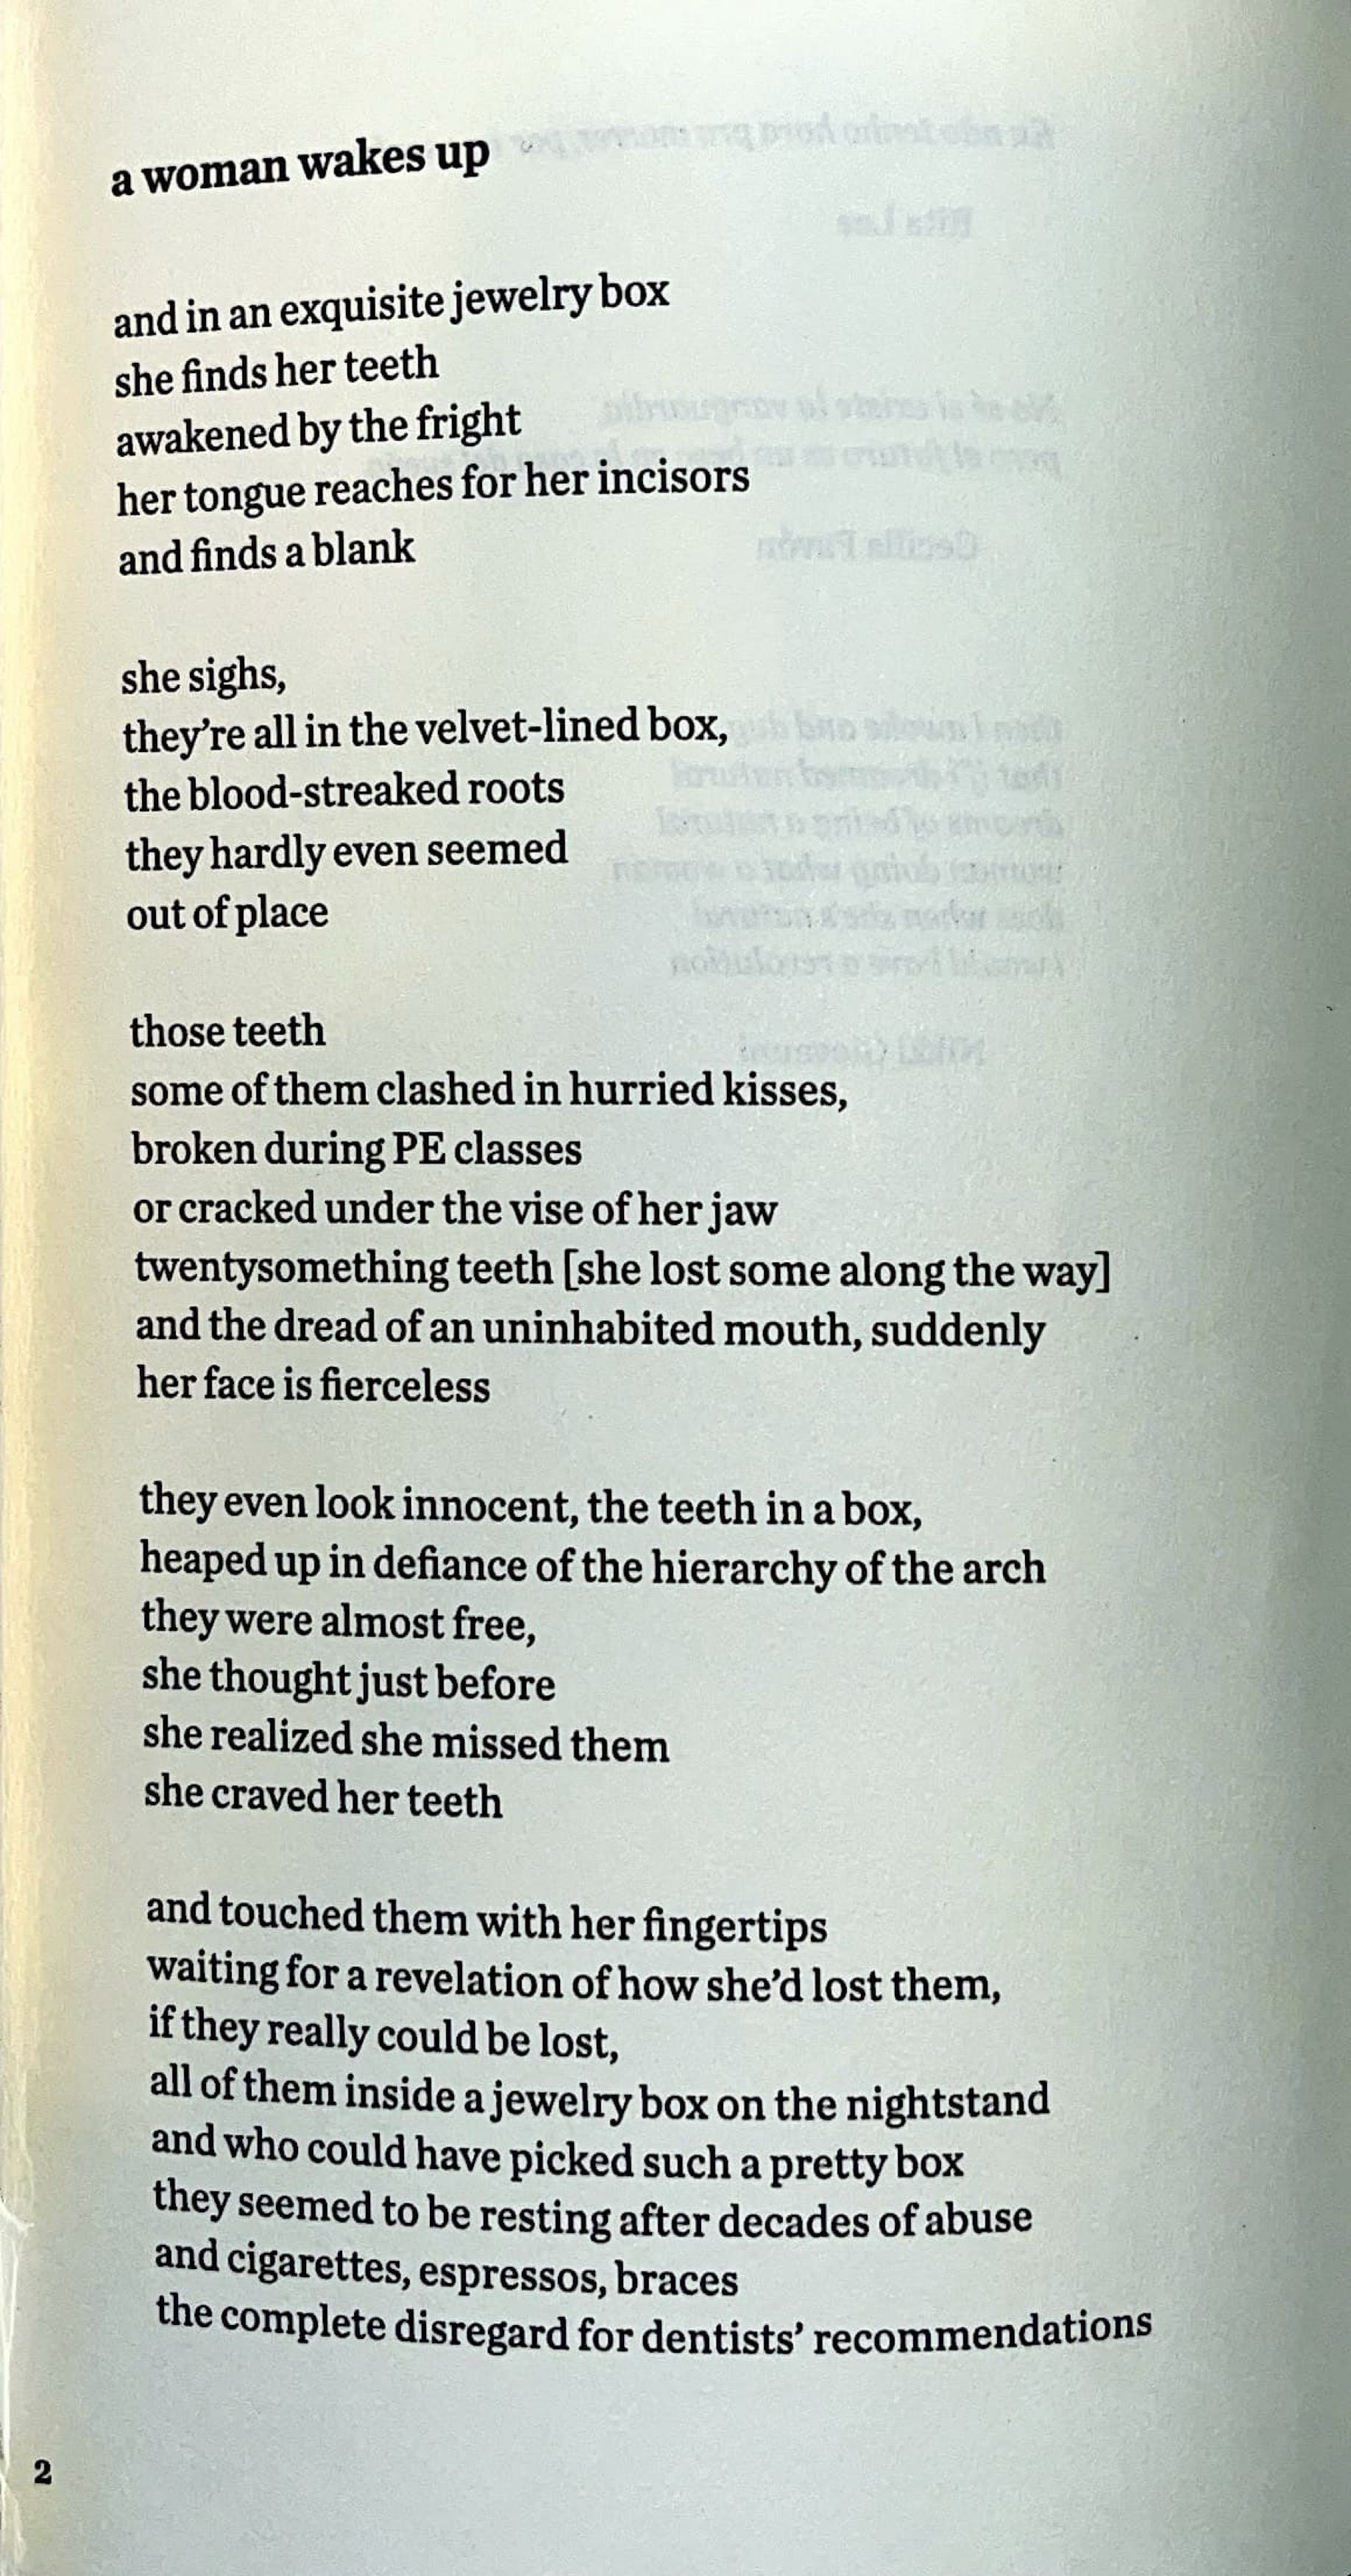 a woman wakes up
and in an exquisite jewelry box
she finds her teeth
awakened by the fright
her tongue reaches for her incisors
and finds a blank
she sighs,
they're all in the velvet-lined box,
the blood-streaked roots
they hardly even seemed
out of place
those teeth
some of them clashed in hurried kisses,
broken during PE classes
or cracked under the vise of her jaw
twentysomething teeth [she lost some along the way]
and the dread of an uninhabited mouth, suddenly
her face is fierceless
they even look innocent, the teeth in a box,
heaped up in defiance of the hierarchy of the arch
they were almost free,
she thought just before
she realized she missed them
she craved her teeth
and touched them with her fingertips
waiting for a revelation of how she'd lost them,
if they really could be lost,
all of them inside a jewelry box on the nightstand
and who could have picked such a pretty box
they seemed to be resting after decades of abuse
and cigarettes, espressos, braces
the complete disregard for dentists' recommendations
2